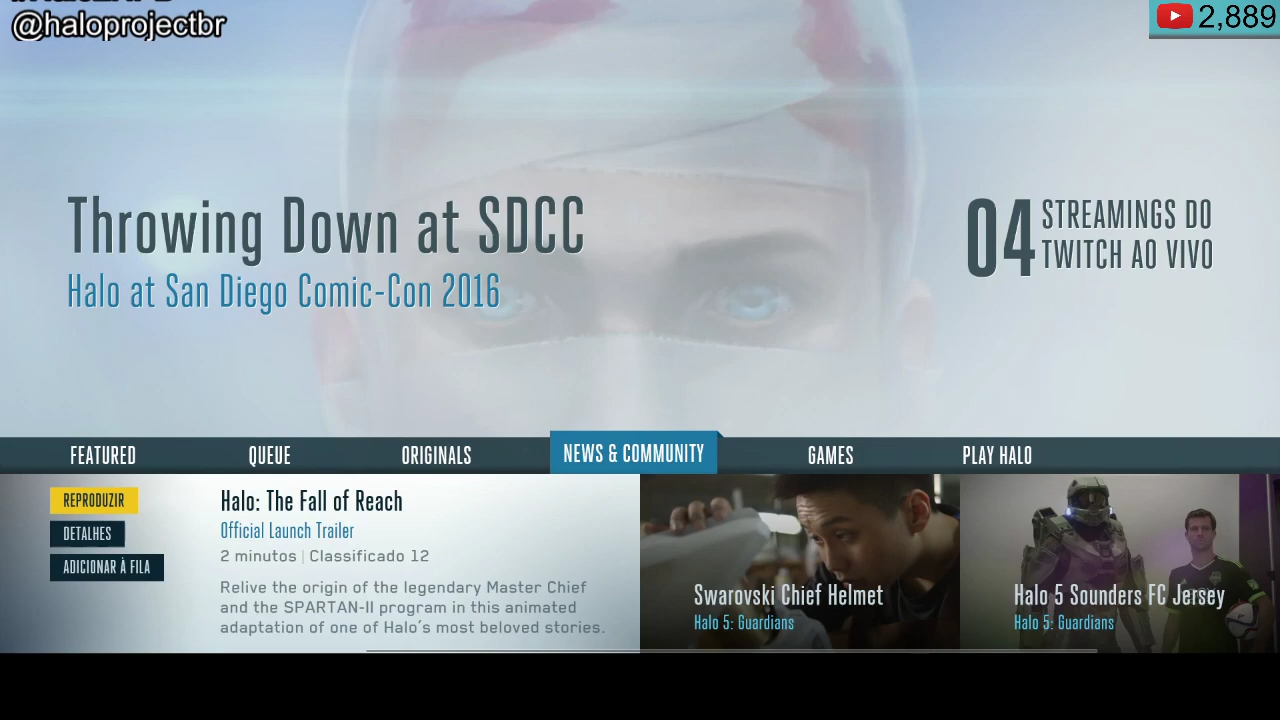 @haloprojectbr
2,889
Throwing Down at SDCC
Halo at San Diego Comic-Con 2016
04 STREAMINGS DO
TWITCH AO VIVO
FEATURED
QUEUE
ORIGINALS
NEWS & COMMUNITY
GAMES
PLAY HALO
REPRODUZIR
DETALHES
ADICIONAR À FILA
Halo: The Fall of Reach
Official Launch Trailer
2 minutos | Classificado 12
Relive the origin of the legendary Master Chief
and the SPARTAN-II program in this animated
adaptation of one of Halo's most beloved stories.
Swarovski Chief Helmet
Halo 5: Guardians
Halo 5 Sounders FC Jersey
Halo 5: Guardians